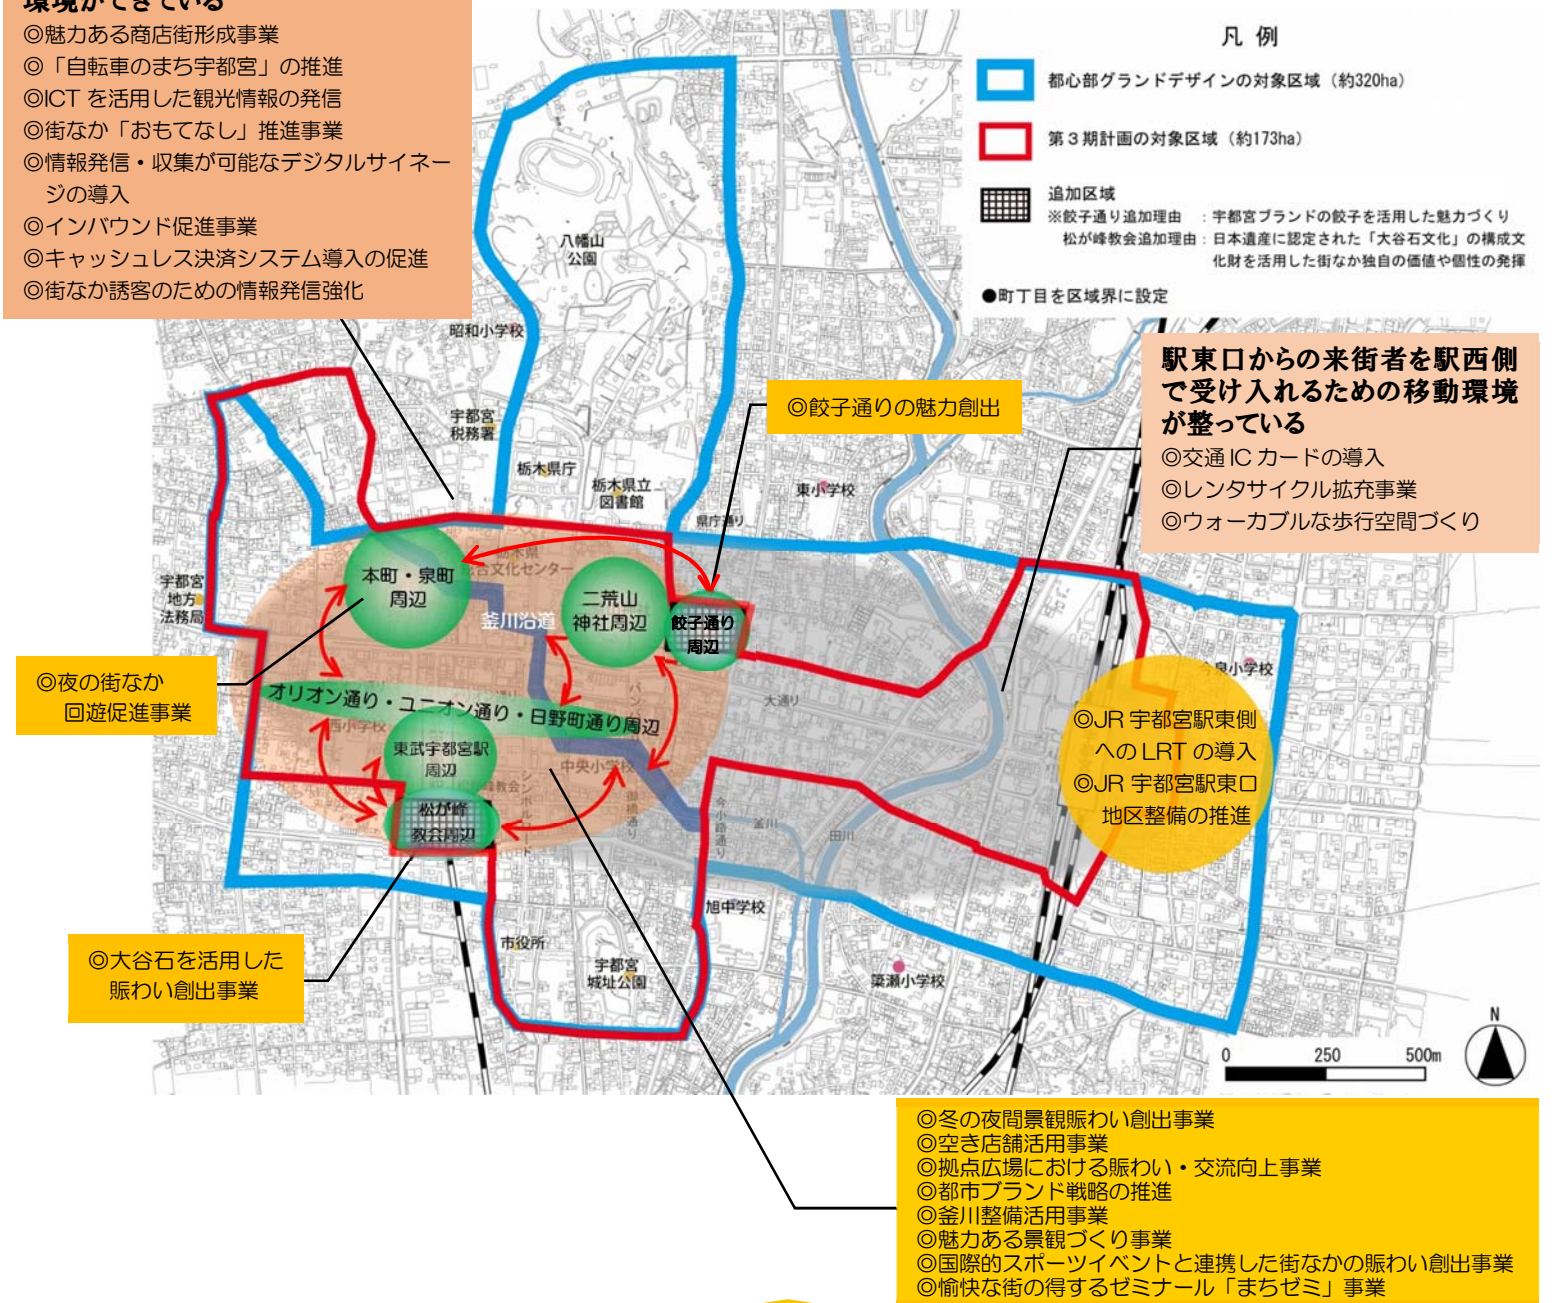 環境ができている
◎魅力ある商店街形成事業
◎「自転車のまち宇都宮」の推進
◎ICT を活用した観光情報の発信
◎街なか「おもてなし」推進事業
◎情報発信・収集が可能なデジタルサイネー
ジの導入
◎インバウンド促進事業
◎キャッシュレス決済システム導入の促進
◎街なか誘客のための情報発信強化
凡 例
都心部グランドデザインの対象区域（約320ha）
第３期計画の対象区域（約173ha）
追加区域
※餃子通り追加理由　：宇都宮ブランドの餃子を活用した魅力づくり
松が峰教会追加理由：日本遺産に認定された「大谷石文化」の構成文
化財を活用した街なか独自の価値や個性の発揮
●町丁目を区域界に設定
駅東口からの来街者を駅西側
で受け入れるための移動環境
が整っている
◎交通 IC カードの導入
◎レンタサイクル拡充事業
◎ウォーカブルな歩行空間づくり
八幡山
公園
昭和小学校
宇都宮
税務署
栃木県庁
栃木県立
図書館
◎餃子通りの魅力創出
東小学校
県庁通り
栃木県
総合文化センター
宇都宮
地方
法務局
本町・泉町
周辺
釜川沿道
二荒山
神社周辺
餃子通り
周辺
今泉小学校
◎夜の街なか
回遊促進事業
オリオン通り・ユニオン通り・日野町通り周辺
西小学校
大通り
東武宇都宮駅
周辺
中央小学校
松が峰
教会周辺
シンボルロード
御橋通り
今小路通り
釜川
田川
◎JR 宇都宮駅東側
への LRT の導入
◎JR 宇都宮駅東口
地区整備の推進
旭中学校
市役所
宇都宮
城址公園
簗瀬小学校
◎大谷石を活用した
賑わい創出事業
N
0 250 500m
◎冬の夜間景観賑わい創出事業
◎空き店舗活用事業
◎拠点広場における賑わい・交流向上事業
◎都市ブランド戦略の推進
◎釜川整備活用事業
◎魅力ある景観づくり事業
◎国際的スポーツイベントと連携した街なかの賑わい創出事業
◎愉快な街の得するゼミナール「まちゼミ」事業